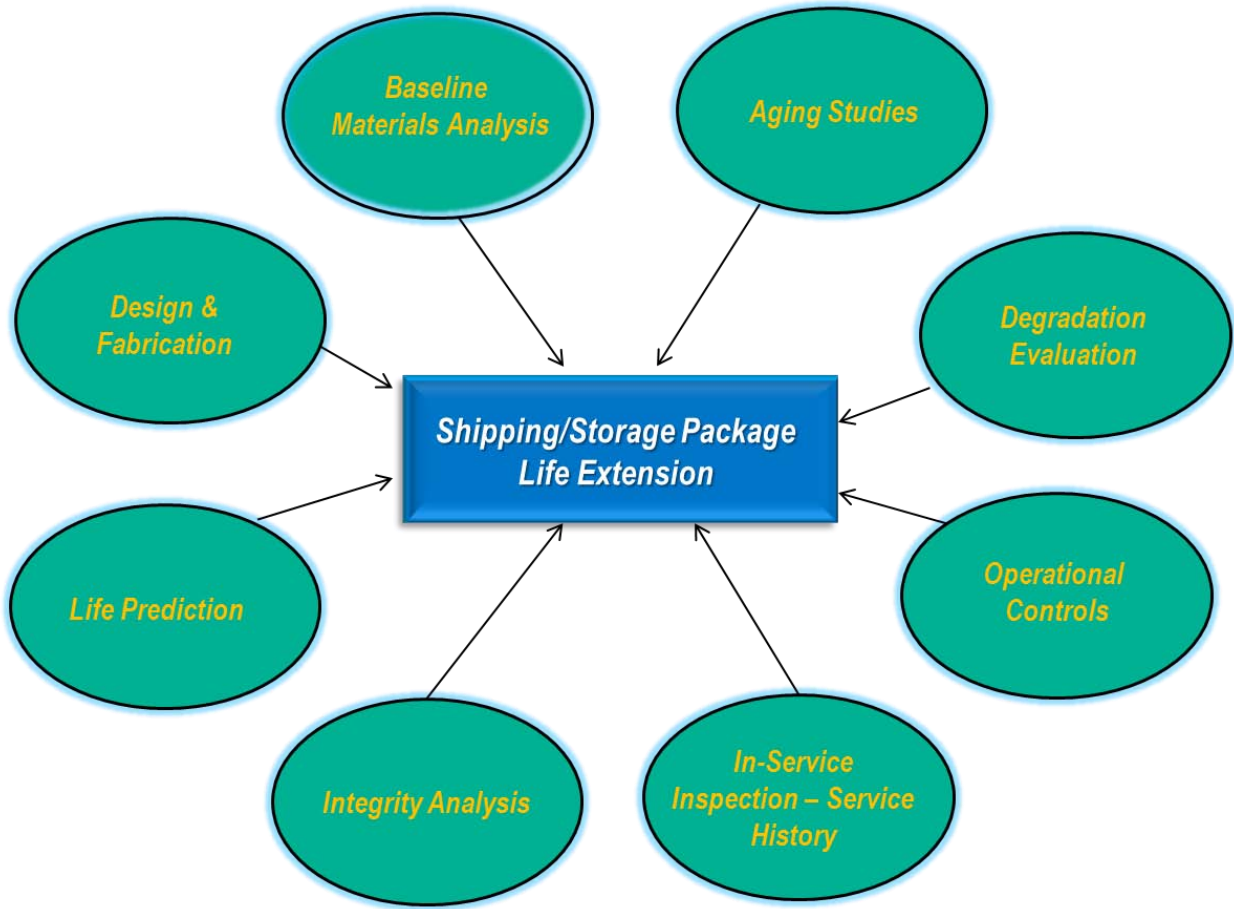 Baseline
Materials Analysis
Aging Studies
Design &
Fabrication
Degradation
Evaluation
Shipping/Storage Package
Life Extension
Life Prediction
Operational
Controls
Integrity Analysis
In-Service
Inspection – Service
History